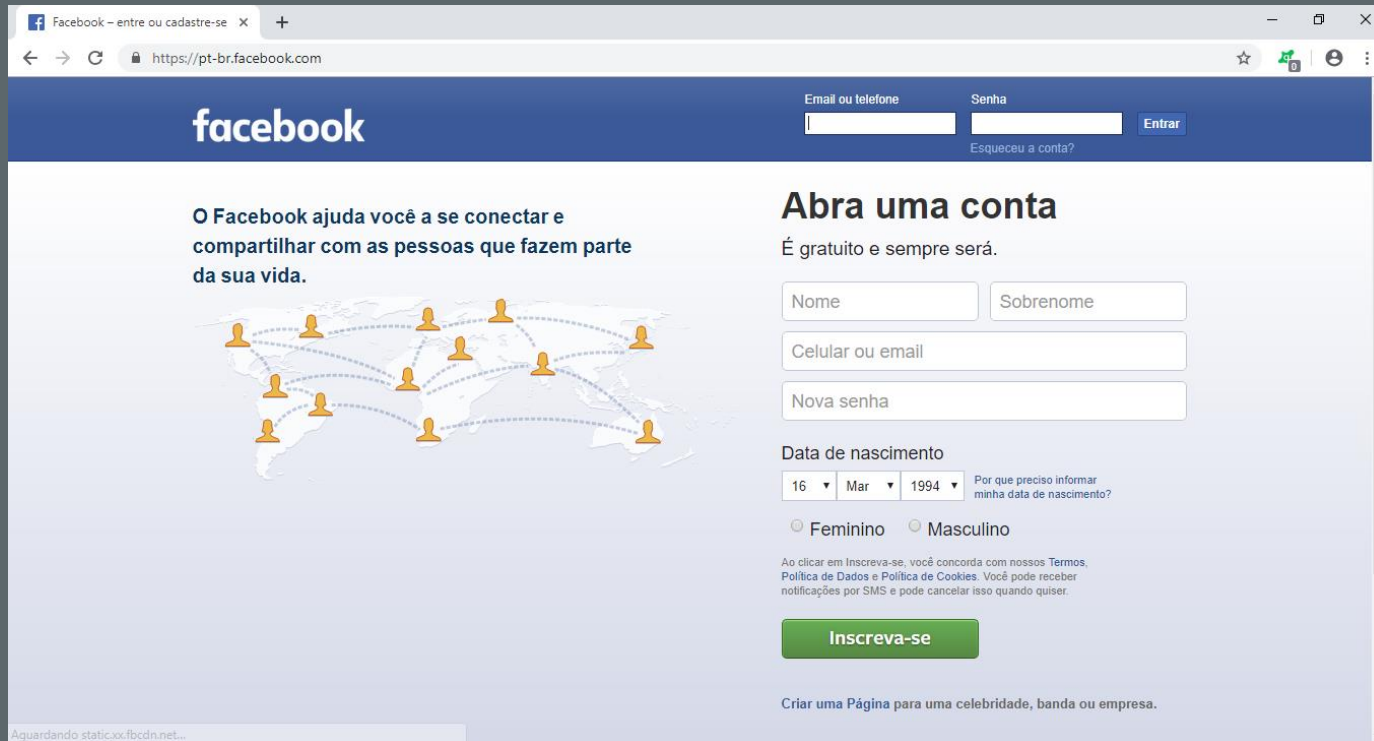 Facebook – entre ou cadastre-se
https://pt-br.facebook.com
0
facebook
Email ou telefone
Senha
Entrar
Esqueceu a conta?
O Facebook ajuda você a se conectar e
compartilhar com as pessoas que fazem parte
da sua vida.
Abra uma conta
É gratuito e sempre será.
Nome
Sobrenome
Celular ou email
Nova senha
Data de nascimento
16 Mar 1994
Por que preciso informar
minha data de nascimento?
Feminino Masculino
Ao clicar em Inscreva-se, você concorda com nossos Termos,
Política de Dados e Política de Cookies. Você pode receber
notificações por SMS e pode cancelar isso quando quiser.
Inscreva-se
Criar uma Página para uma celebridade, banda ou empresa.
Aguardando static.xx.fbcdn.net...